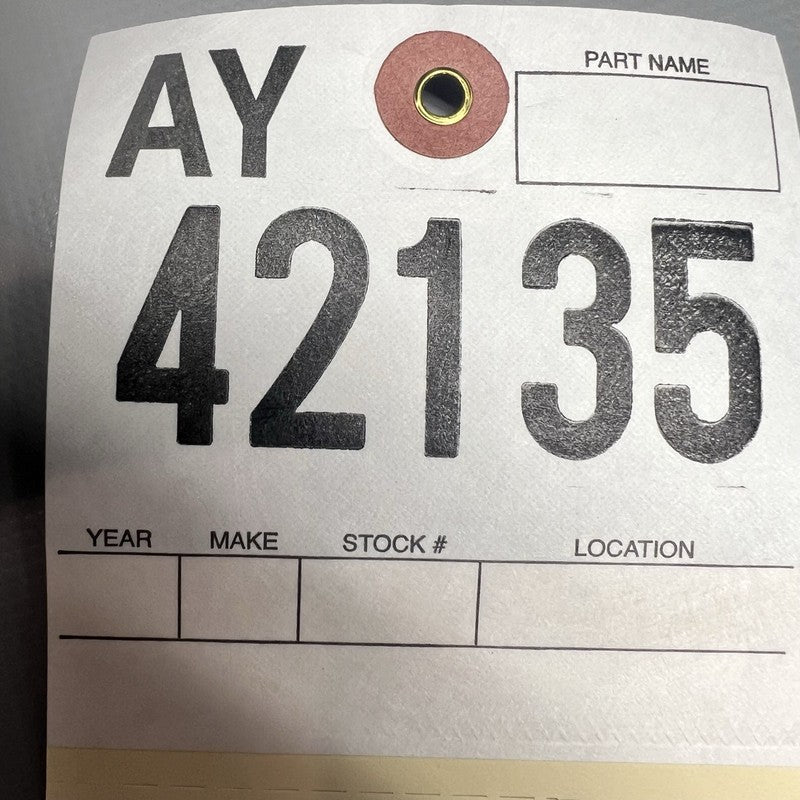 AY
PART NAME
42135
YEAR MAKE STOCK # LOCATION